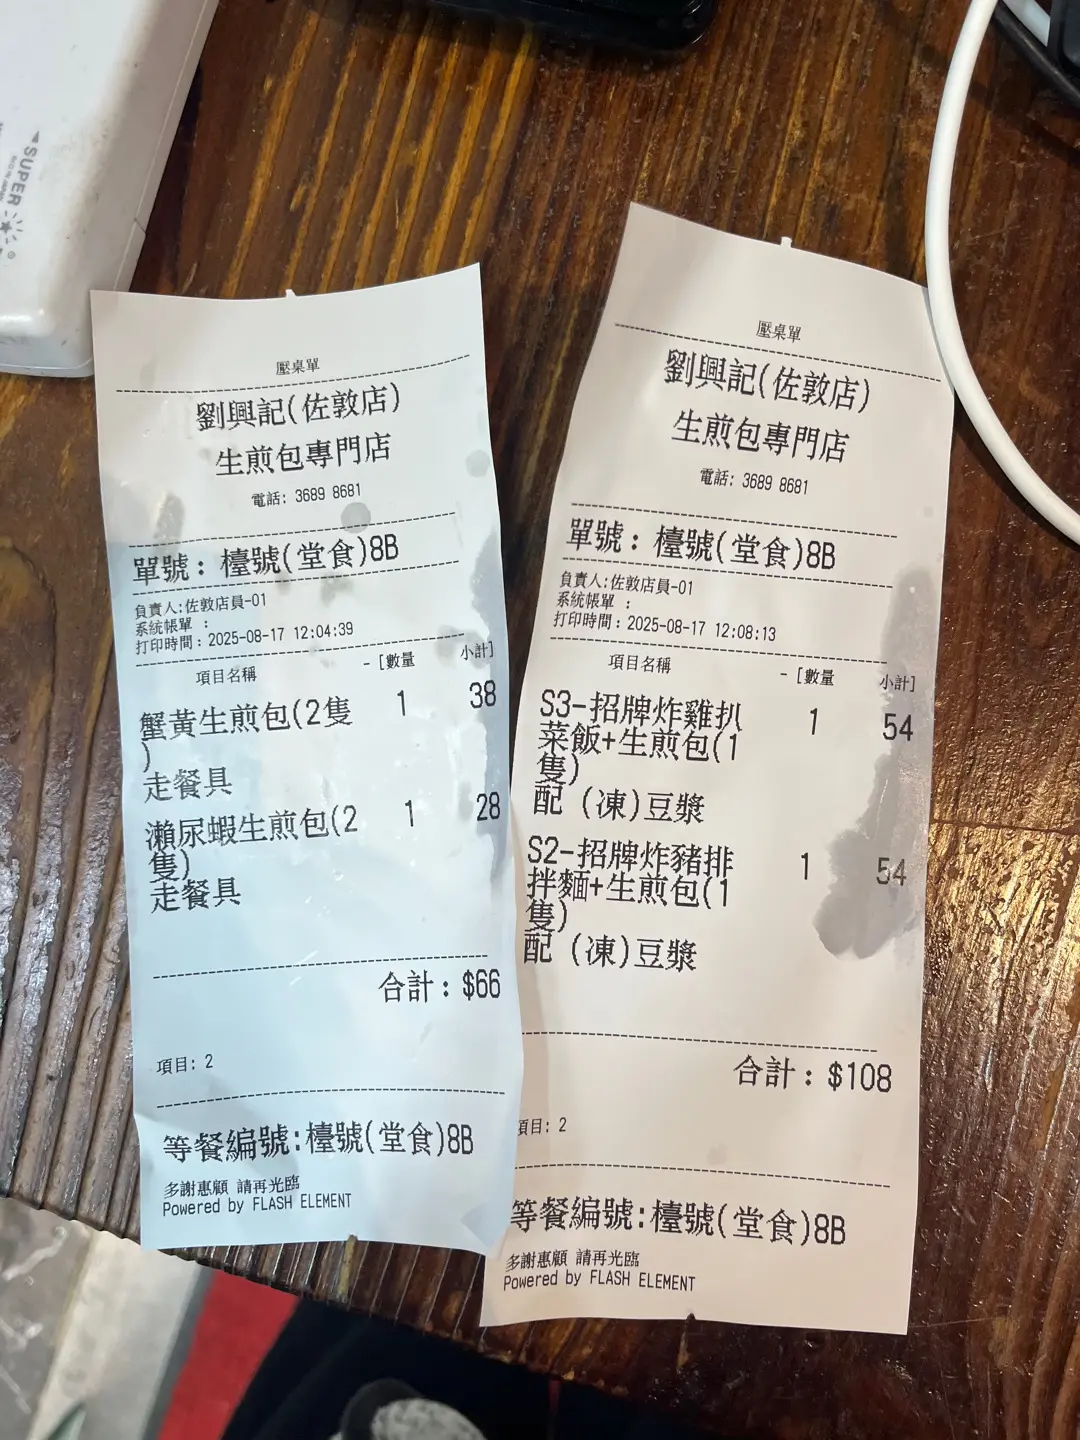 SUPER
壓桌單
劉興記(佐敦店)
生煎包專門店
電話: 3689 8681
單號: 檯號(堂食)8B
負責人:佐敦店員-01
系統帳單 :
打印時間：2025-08-17 12:04:39
項目名稱 - [數量 小計]
蟹黃生煎包(2隻 1 38
)
走餐具
瀨尿蝦生煎包(2 1 28
隻)
走餐具
合計: $66
項目: 2
等餐編號:檯號(堂食)8B
多謝惠顧 請再光臨
Powered by FLASH ELEMENT
壓桌單
劉興記(佐敦店)
生煎包專門店
電話: 3689 8681
單號: 檯號(堂食)8B
負責人:佐敦店員-01
系統帳單 :
打印時間：2025-08-17 12:08:13
項目名稱 - [數量 小計]
S3-招牌炸雞扒 1 54
菜飯+生煎包(1
隻)
配 (凍)豆漿
S2-招牌炸豬排 1 54
拌麵+生煎包(1
隻)
配 (凍)豆漿
合計: $108
項目: 2
等餐編號:檯號(堂食)8B
多謝惠顧 請再光臨
Powered by FLASH ELEMENT